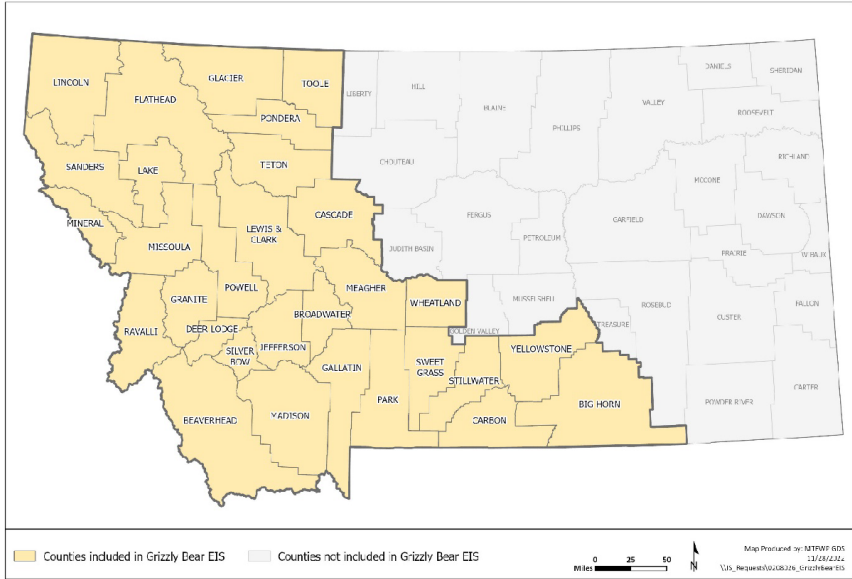 LINCOLN
FLATHEAD
GLACIER
TOOLE
LIBERTY
HILL
BLAINE
PHILLIPS
VALLEY
DANIELS
SHERIDAN
ROOSEVELT
PONDERA
TETON
CHOUTEAU
RICHLAND
MCCONE
SANDERS
LAKE
CASCADE
FERGUS
GARFIELD
DAWSON
MINERAL
MISSOULA
LEWIS &
CLARK
JUDITH BASIN
PETROLEUM
PRAIRIE
WIBAUX
POWELL
GRANITE
MEAGHER
WHEATLAND
MUSSELSHELL
ROSEBUD
TREASURE
CUSTER
FALLON
RAVALLI
DEER LODGE
BROADWATER
GOLDEN VALLEY
SILVER
BOW
JEFFERSON
GALLATIN
SWEET
GRASS
STILLWATER
YELLOWSTONE
BEAVERHEAD
MADISON
PARK
CARBON
BIG HORN
POWDER RIVER
CARTER
Counties included in Grizzly Bear EIS
Counties not included in Grizzly Bear EIS
0 25 50
Miles
N
Map Produced by: MTFWP GDS
11/28/2022